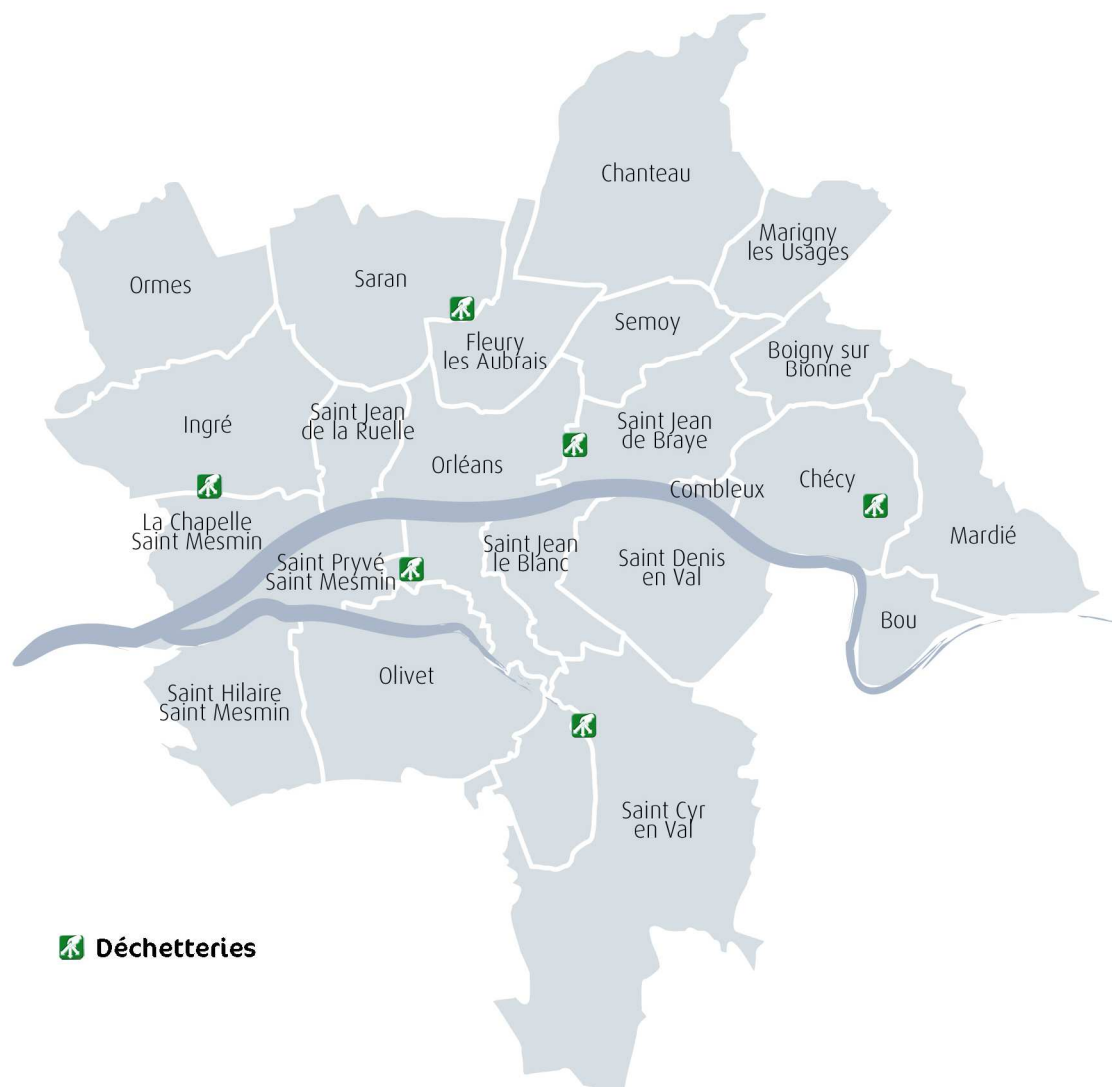 Chanteau
Marigny
les Usages
Ormes
Saran
Semoy
Fleury
les Aubrais
Boigny sur
Bionne
Ingré
Saint Jean
de la Ruelle
Saint Jean
de Braye
Orléans
Combleux
Chécy
La Chapelle
Saint Mesmin
Mardié
Saint Pryvé
Saint Mesmin
Saint Jean
le Blanc
Saint Denis
en Val
Bou
Olivet
Saint Hilaire
Saint Mesmin
Saint Cyr
en Val
Déchetteries